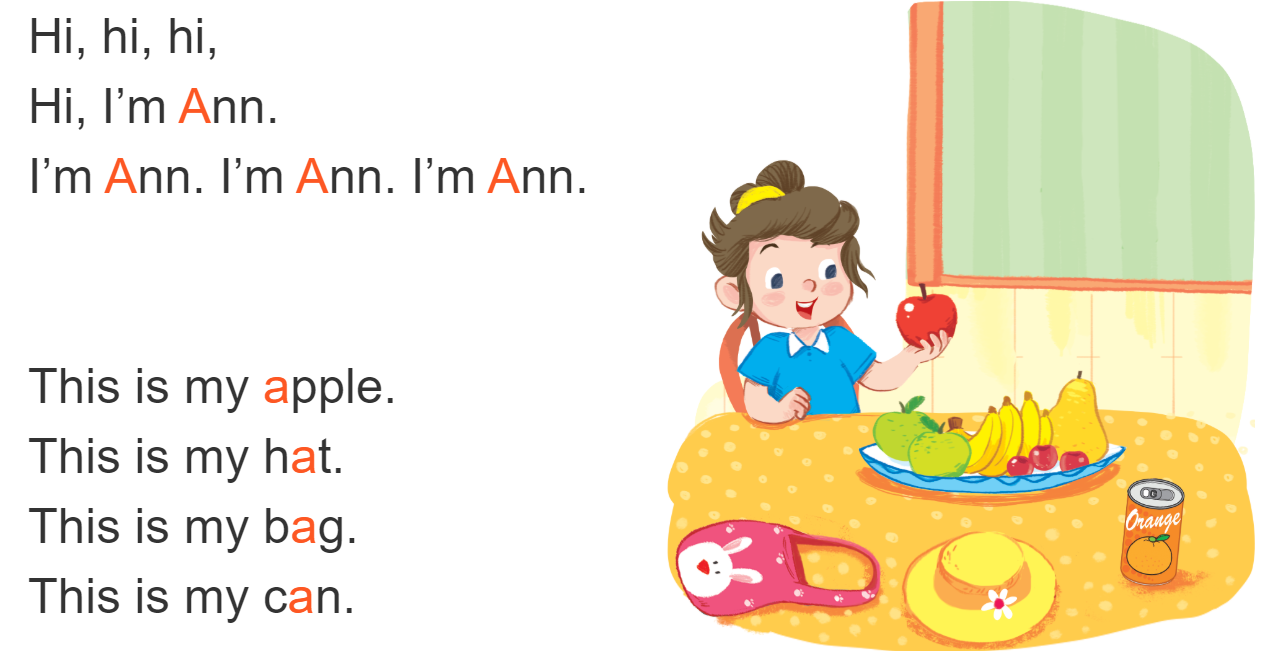 Hi, hi, hi,
Hi, I’m Ann.
I’m Ann. I’m Ann. I’m Ann.
This is my apple.
This is my hat.
This is my bag.
This is my can.
Orange